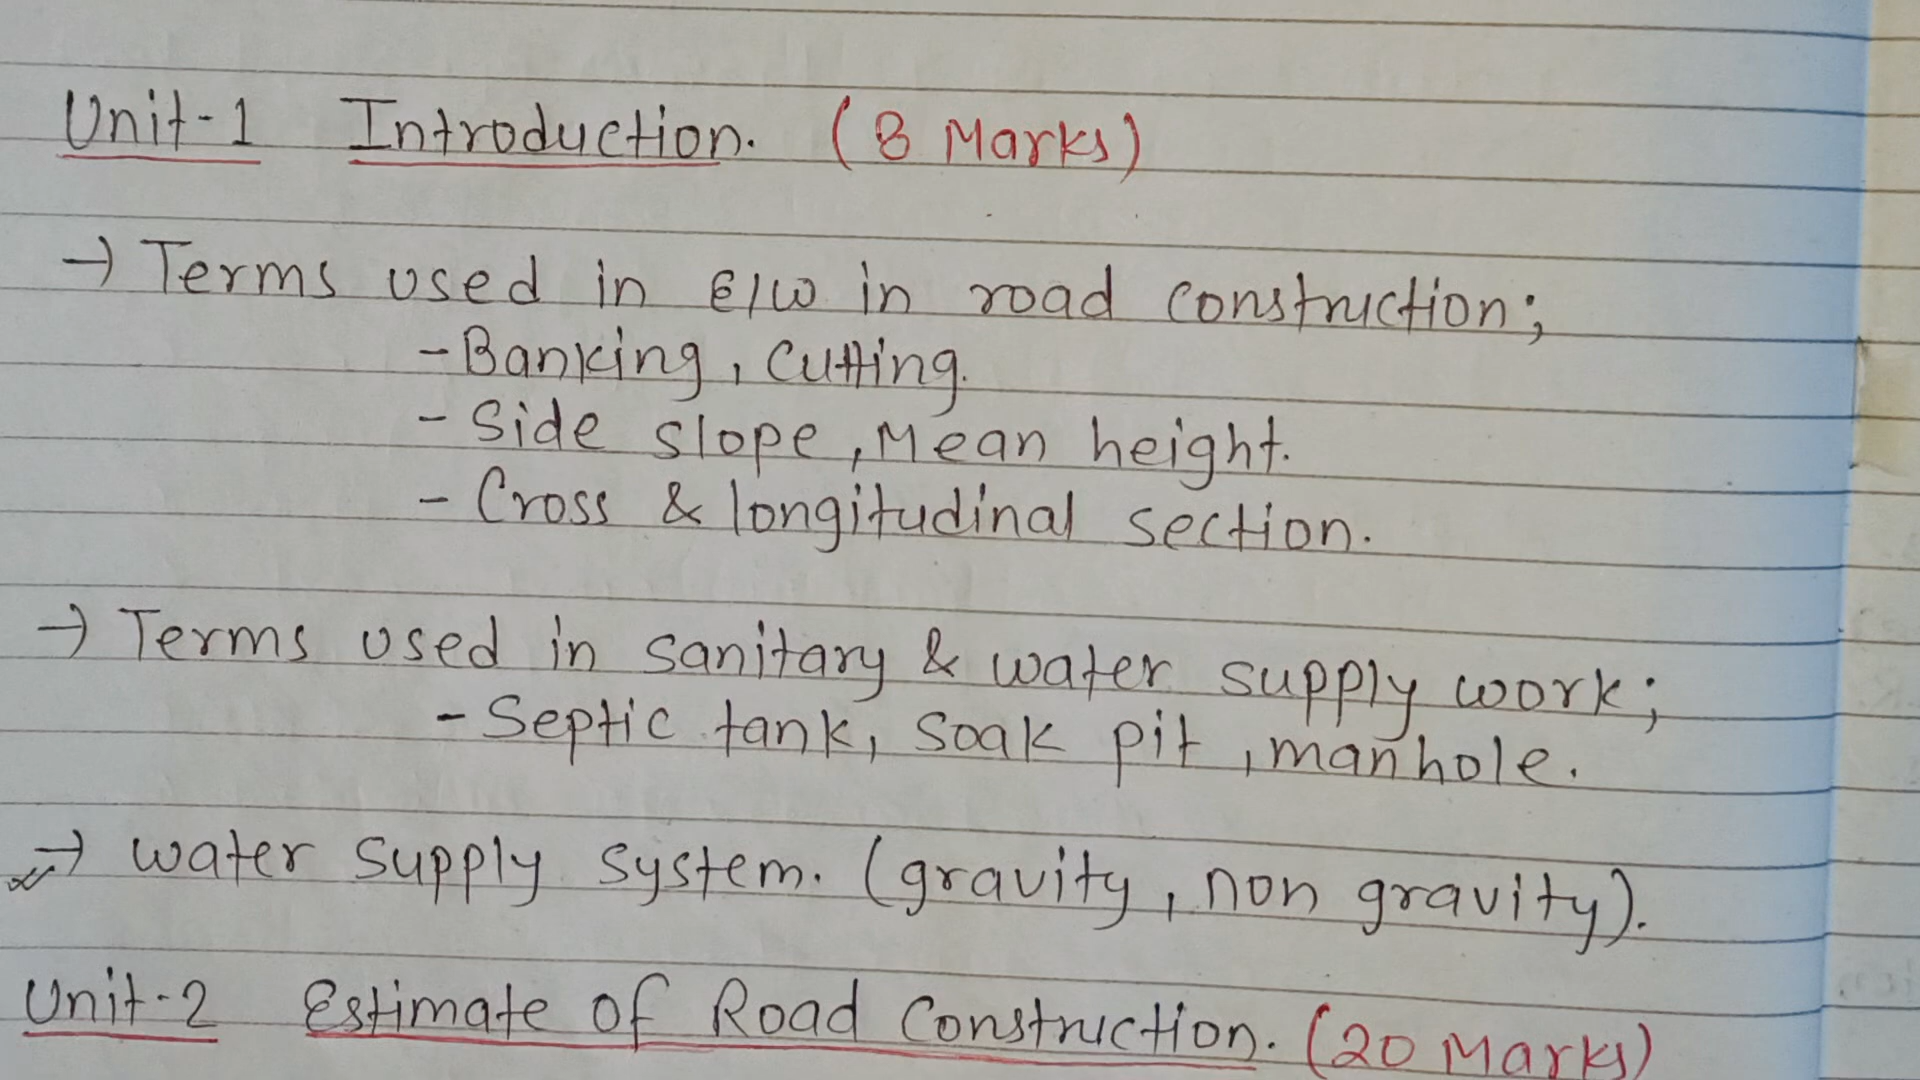 Unit-1 Introduction. (8 Marks)
→ Terms used in E/W in road construction;
- Banking, Cutting.
- Side slope, Mean height.
- Cross & longitudinal section.
→ Terms used in sanitary & water supply work;
- Septic tank, Soak pit, manhole.
→ Water supply system. (gravity, non gravity).
Unit-2 Estimate of Road Construction. (20 Marks)